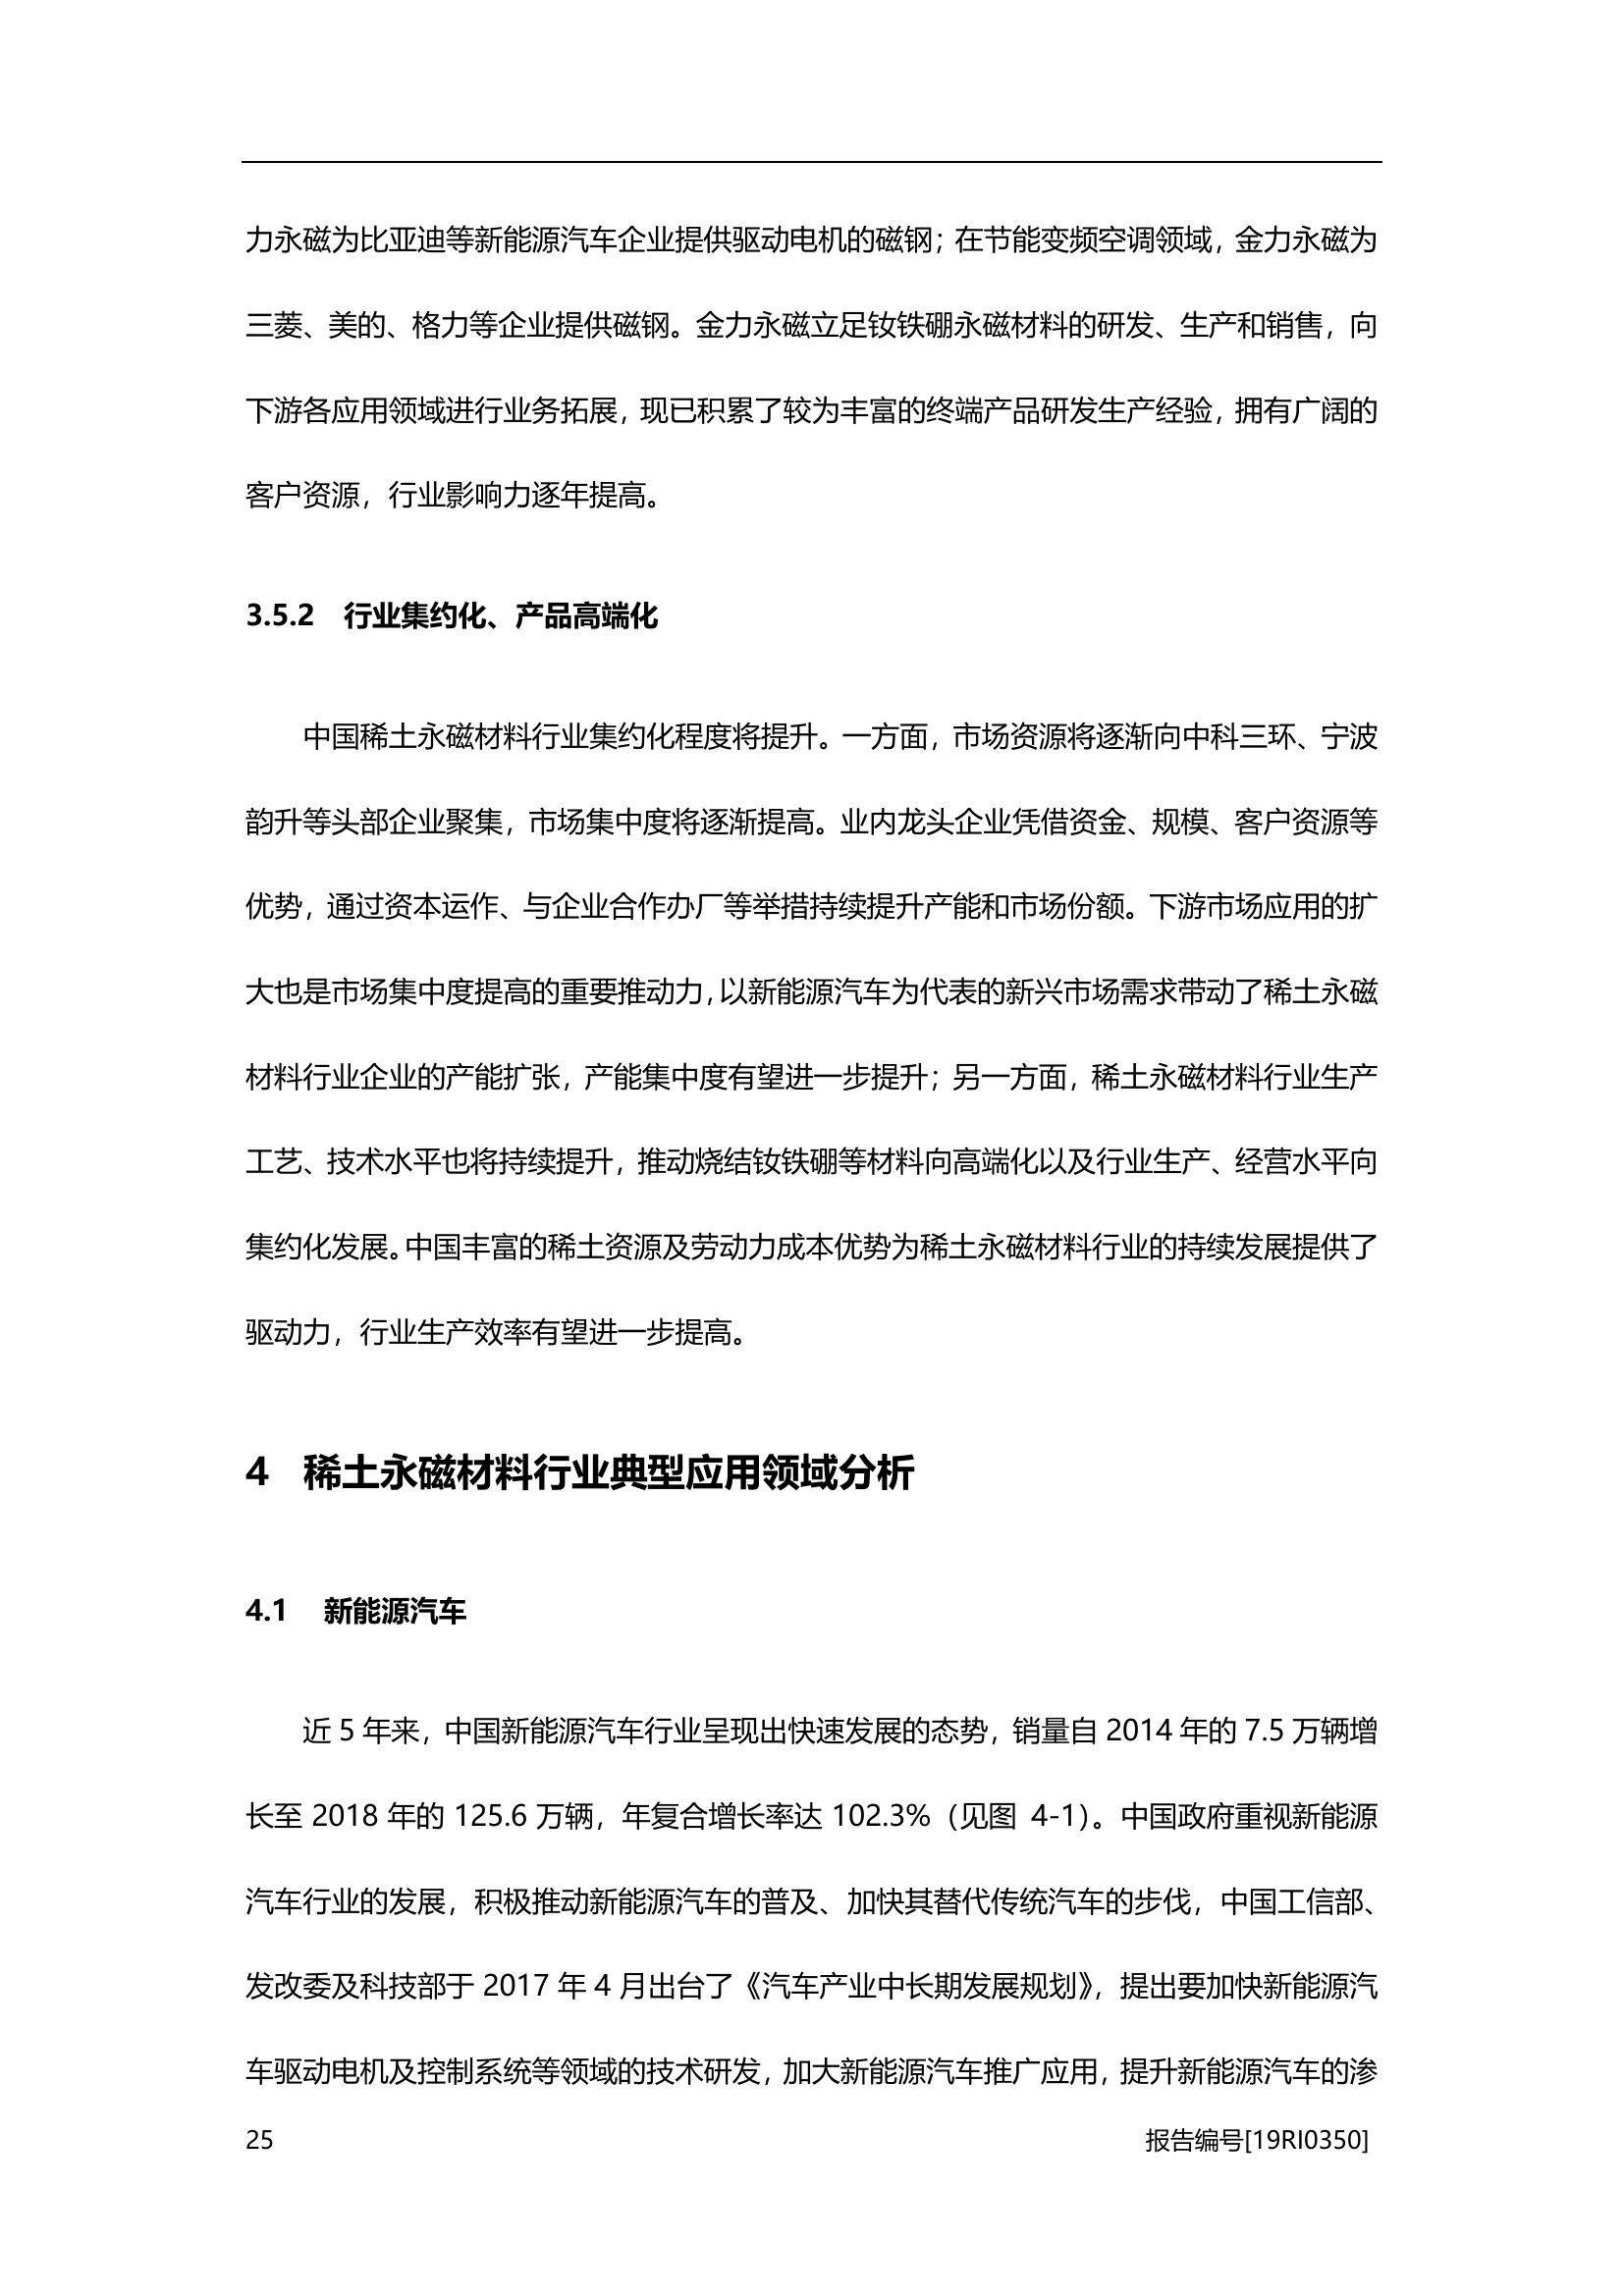 力永磁为比亚迪等新能源汽车企业提供驱动电机的磁钢；在节能变频空调领域，金力永磁为
三菱、美的、格力等企业提供磁钢。金力永磁立足钕铁硼永磁材料的研发、生产和销售，向
下游各应用领域进行业务拓展，现已积累了较为丰富的终端产品研发生产经验，拥有广阔的
客户资源，行业影响力逐年提高。
3.5.2 行业集约化、产品高端化
中国稀土永磁材料行业集约化程度将提升。一方面，市场资源将逐渐向中科三环、宁波
韵升等头部企业聚集，市场集中度将逐渐提高。业内龙头企业凭借资金、规模、客户资源等
优势，通过资本运作、与企业合作办厂等举措持续提升产能和市场份额。下游市场应用的扩
大也是市场集中度提高的重要推动力，以新能源汽车为代表的新兴市场需求带动了稀土永磁
材料行业企业的产能扩张，产能集中度有望进一步提升；另一方面，稀土永磁材料行业生产
工艺、技术水平也将持续提升，推动烧结钕铁硼等材料向高端化以及行业生产、经营水平向
集约化发展。中国丰富的稀土资源及劳动力成本优势为稀土永磁材料行业的持续发展提供了
驱动力，行业生产效率有望进一步提高。
4 稀土永磁材料行业典型应用领域分析
4.1 新能源汽车
近 5 年来，中国新能源汽车行业呈现出快速发展的态势，销量自 2014 年的 7.5 万辆增
长至 2018 年的 125.6 万辆，年复合增长率达 102.3%（见图 4-1）。中国政府重视新能源
汽车行业的发展，积极推动新能源汽车的普及、加快其替代传统汽车的步伐，中国工信部、
发改委及科技部于 2017 年 4 月出台了《汽车产业中长期发展规划》，提出要加快新能源汽
车驱动电机及控制系统等领域的技术研发，加大新能源汽车推广应用，提升新能源汽车的渗
25 报告编号[19RI0350]